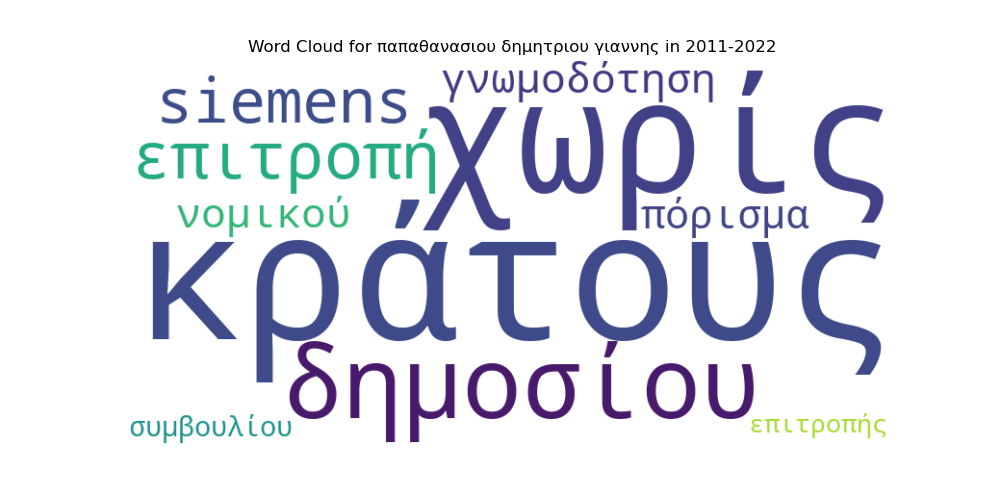 Word Cloud for παπαθανασιου δημητριου γιαννης in 2011-2022
γνωμοδότηση
siemens
χωρίς
επιτροπή
νομικού
πόρισμα
κράτους
δημοσίου
συμβουλίου
επιτροπής